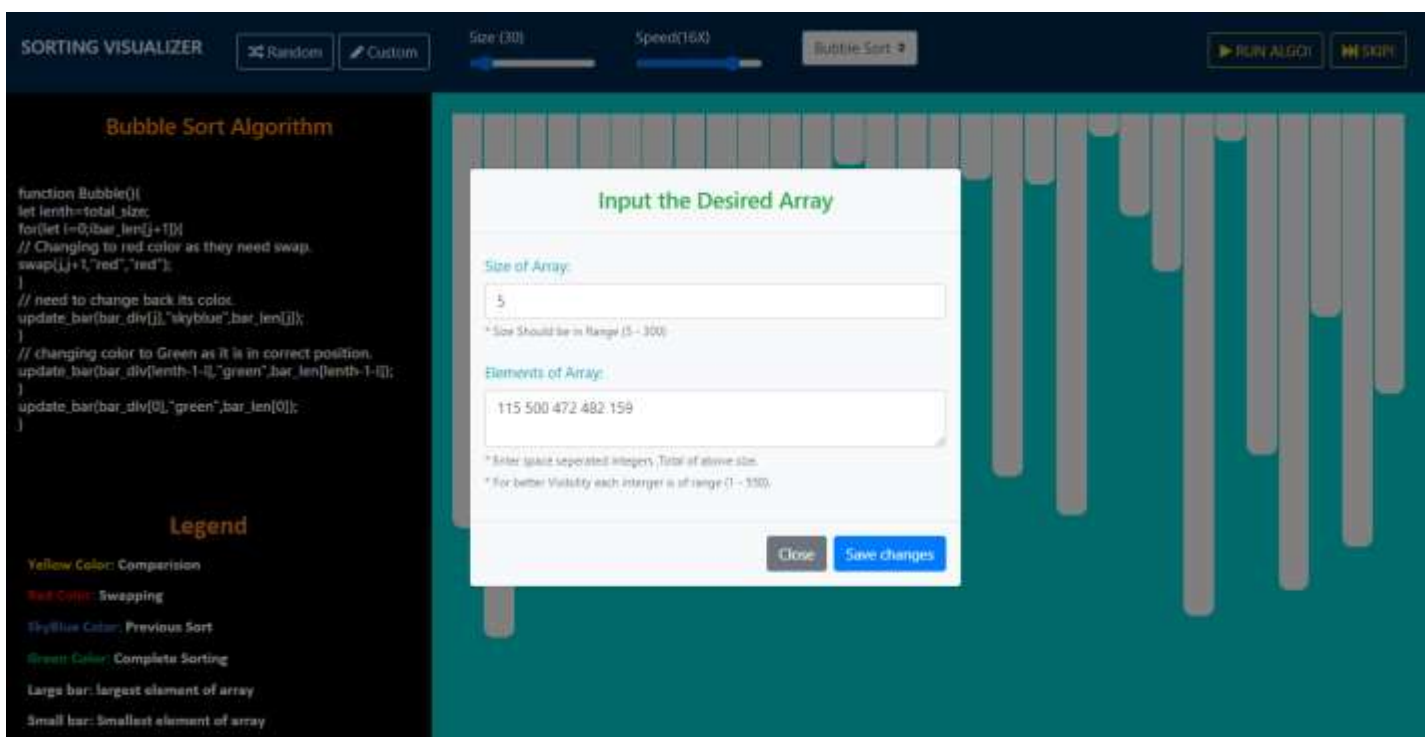 SORTING VISUALIZER
Random
Custom
Size (30)
Speed(16X)
Bubble Sort
RUN ALGO!
SKIP!
Bubble Sort Algorithm
function Bubble(){
let lenth=total_size;
for(let i=0;ibar_len[j+1]){
// Changing to red color as they need swap.
swap(j,j+1,"red","red");
}
// need to change back its color.
update_bar(bar_div[j],"skyblue",bar_len[j]);
}
// changing color to Green as it is in correct position.
update_bar(bar_div[lenth-1-i],"green",bar_len[lenth-1-i]);
}
update_bar(bar_div[0],"green",bar_len[0]);
}
Legend
Yellow Color: Comparision
Red Color: Swapping
SkyBlue Color: Previous Sort
Green Color: Complete Sorting
Large bar: largest element of array
Small bar: Smallest element of array
Input the Desired Array
Size of Array:
5
* Size Should be in Range (5 - 300)
Elements of Array:
115 500 472 482 159
* Enter space seperated integers ,Total of above size.
* For better Visibility each interger is of range (1 - 550).
Close
Save changes